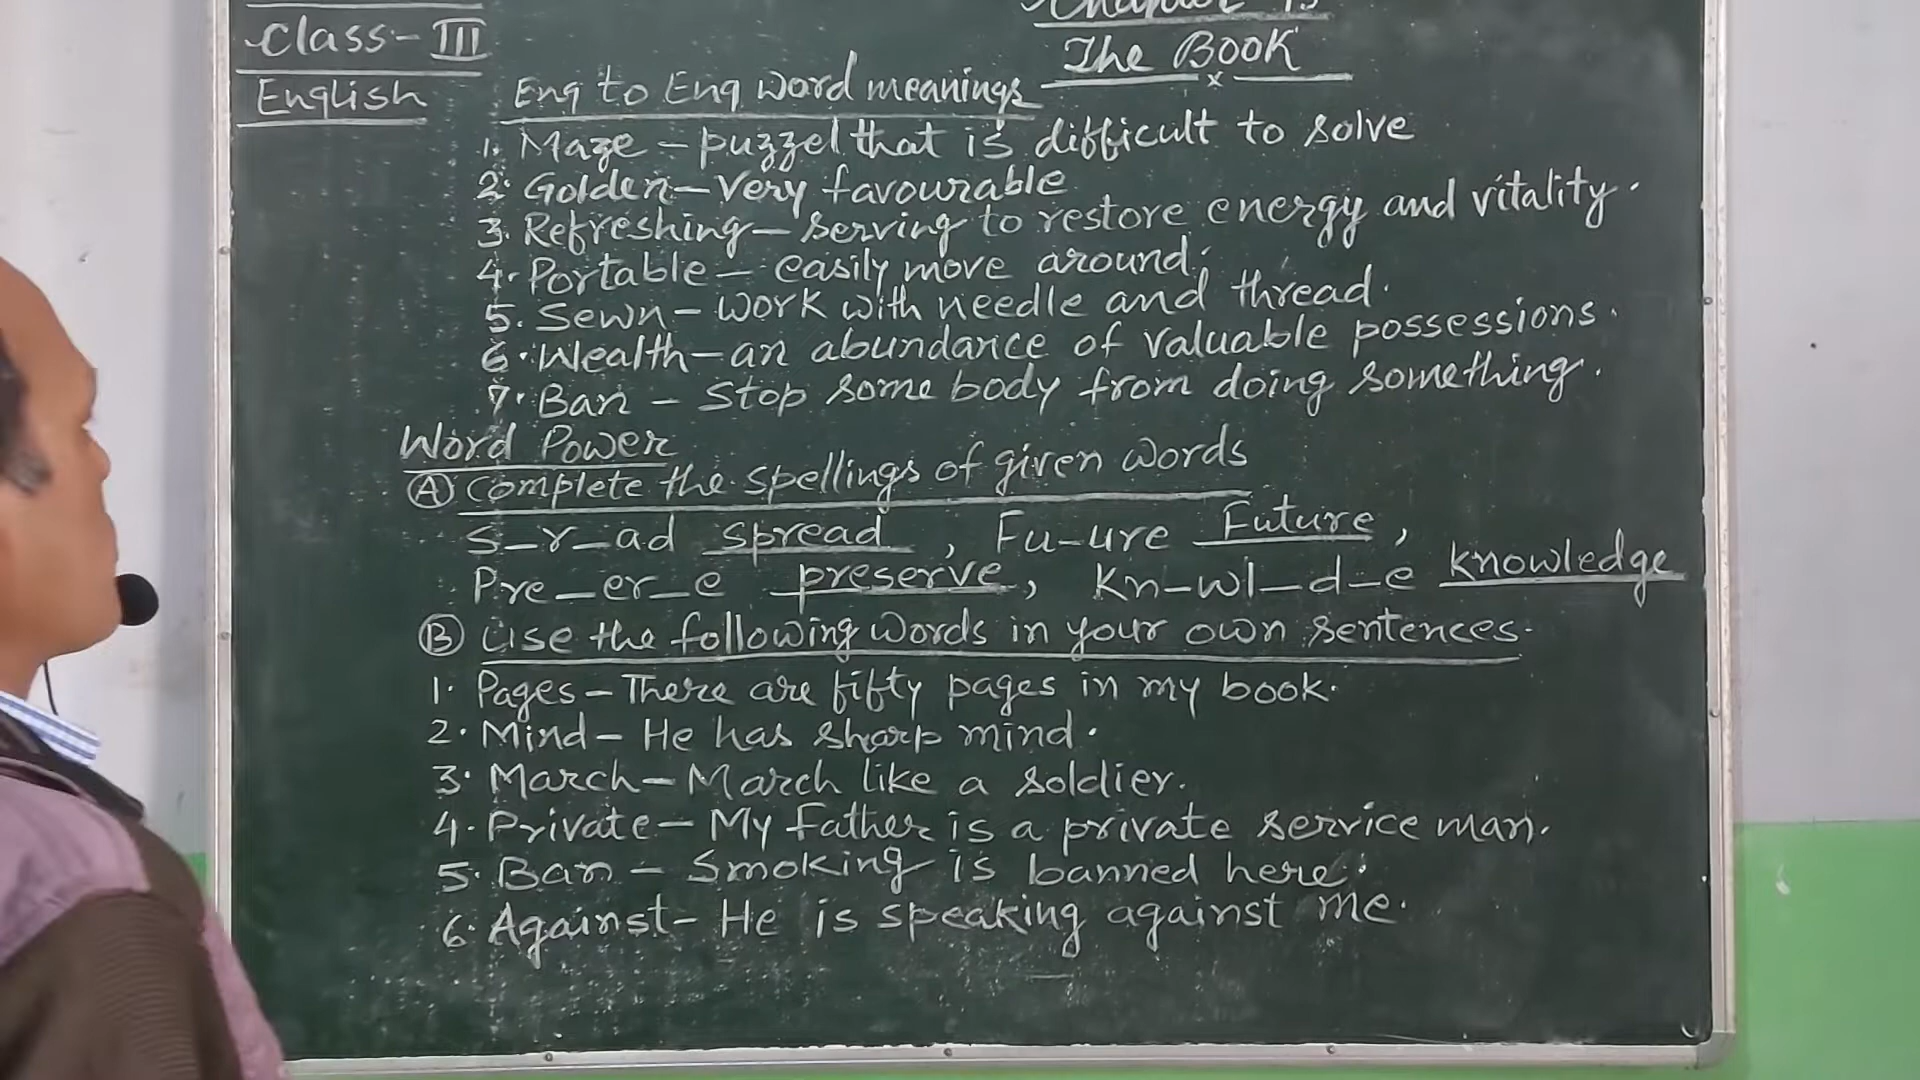 Class-III
The Book
English
Eng to Eng word meanings
1. Maze - puzzel that is difficult to solve
2. Golden - Very favourable
3. Refreshing - serving to restore energy and vitality.
4. Portable - easily move around.
5. Sewn - work with needle and thread.
6. Wealth - an abundance of valuable possessions.
7. Ban - Stop some body from doing something.
Word Power
(A) Complete the spellings of given words
S_r_ad spread, Fu-ure Future,
Pre_er_e preserve, Kn-wl_d_e knowledge
(B) Use the following words in your own sentences.
1. Pages - There are fifty pages in my book.
2. Mind - He has sharp mind.
3. March - March like a soldier.
4. Private - My Father is a private service man.
5. Ban - Smoking is banned here.
6. Against - He is speaking against me.